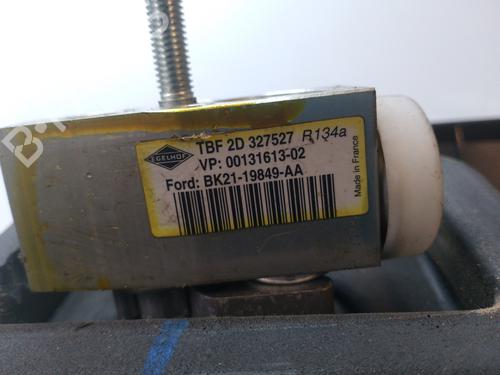 EGELHOF
TBF 2D 327527 R134a
VP: 00131613-02
Ford: BK21-19849-AA
Made in France